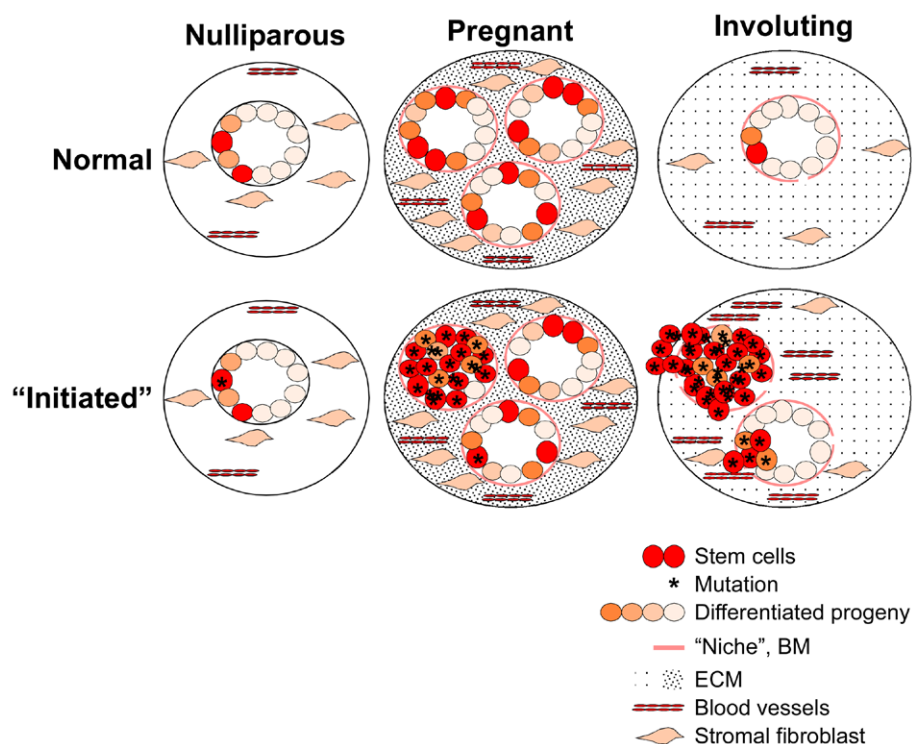 Nulliparous
Pregnant
Involuting
Normal
“Initiated”
Stem cells
* Mutation
Differentiated progeny
“Niche”, BM
ECM
Blood vessels
Stromal fibroblast